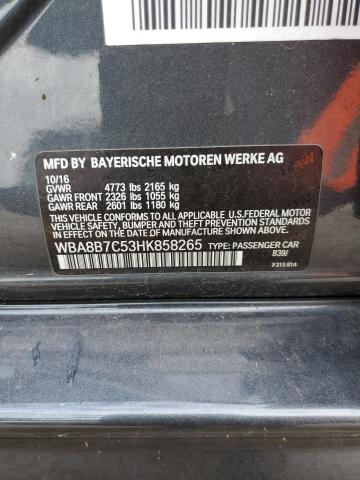 MFD BY BAYERISCHE MOTOREN WERKE AG
10/16
GVWR 4773 lbs 2165 kg
GAWR FRONT 2326 lbs 1055 kg
GAWR REAR 2601 lbs 1180 kg
THIS VEHICLE CONFORMS TO ALL APPLICABLE U.S.FEDERAL MOTOR
VEHICLE SAFETY, BUMPER, AND THEFT PREVENTION STANDARDS
IN EFFECT ON THE DATE OF MANUFACTURE SHOWN ABOVE.
WBA8B7C53HK858265 TYPE: PASSENGER CAR
B39/
7315814